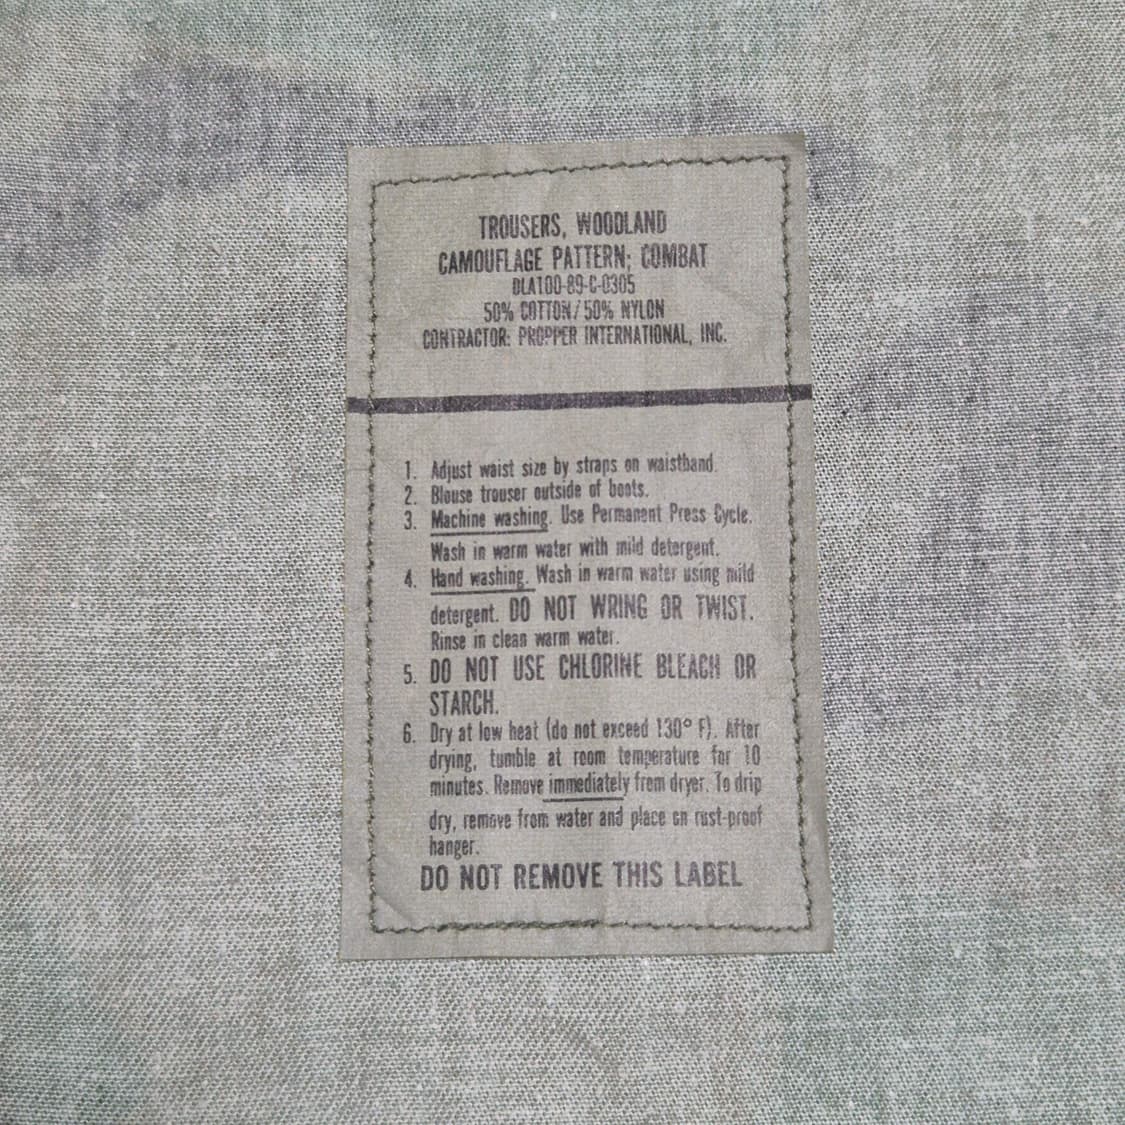 TROUSERS, WOODLAND
CAMOUFLAGE PATTERN; COMBAT
DLA100-89-C-0305
50% COTTON/50% NYLON
CONTRACTOR: PROPPER INTERNATIONAL, INC.
1. Adjust waist size by straps on waistband.
2. Blouse trouser outside of boots.
3. Machine washing. Use Permanent Press Cycle.
Wash in warm water with mild detergent.
4. Hand washing. Wash in warm water using mild
detergent. DO NOT WRING OR TWIST.
Rinse in clean warm water.
5. DO NOT USE CHLORINE BLEACH OR
STARCH.
6. Dry at low heat (do not exceed 130° F). After
drying, tumble at room temperature for 10
minutes. Remove immediately from dryer. To drip
dry, remove from water and place on rust-proof
hanger.
DO NOT REMOVE THIS LABEL